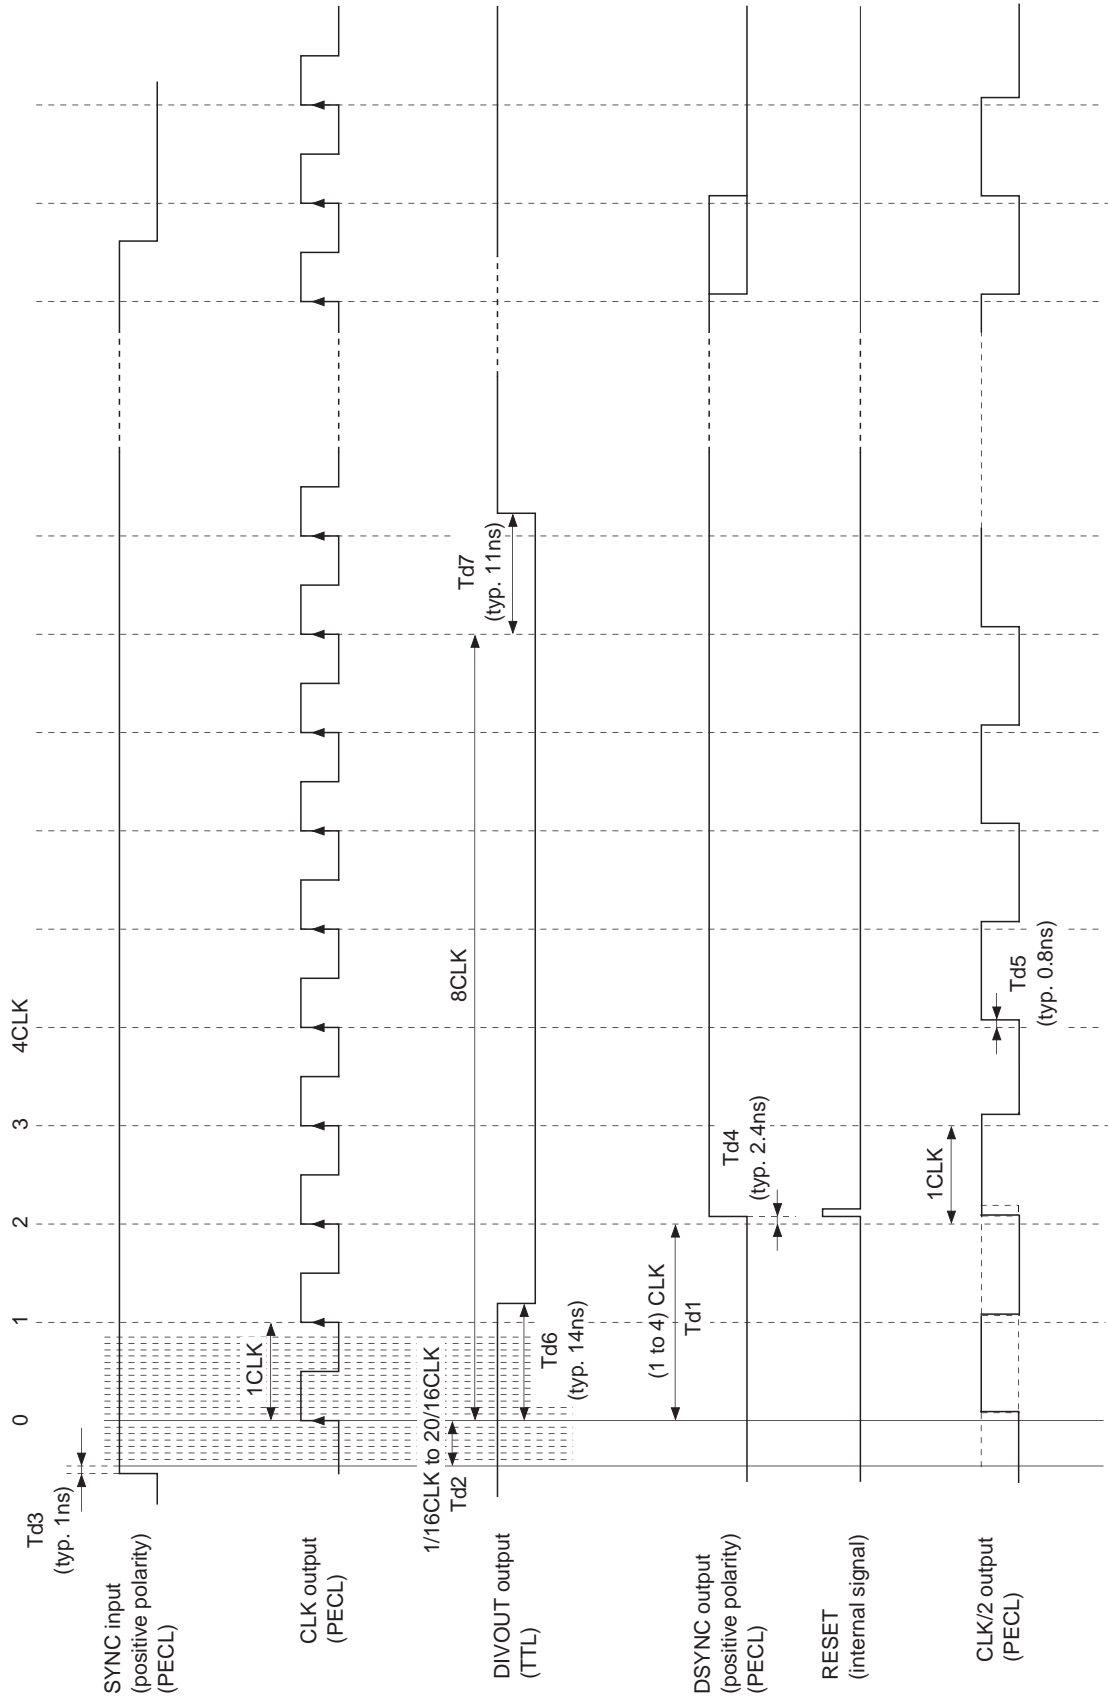 0
1
2
3
4CLK
Td3
(typ. 1ns)
SYNC input
(positive polarity)
(PECL)
1CLK
CLK output
(PECL)
1/16CLK to 20/16CLK
Td2
8CLK
Td7
(typ. 11ns)
Td6
(typ. 14ns)
DIVOUT output
(TTL)
(1 to 4) CLK
Td1
Td4
(typ. 2.4ns)
DSYNC output
(positive polarity)
(PECL)
RESET
(internal signal)
1CLK
Td5
(typ. 0.8ns)
CLK/2 output
(PECL)